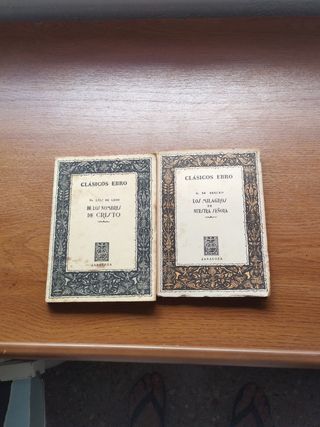 CLÁSICOS EBRO
FR. LUIS DE LEON
DE LOS NOMBRES
DE CRISTO
ZARAGOZA
CLÁSICOS EBRO
G. DE BERCEO
LOS MILAGROS
DE
NUESTRA SEÑORA
ZARAGOZA